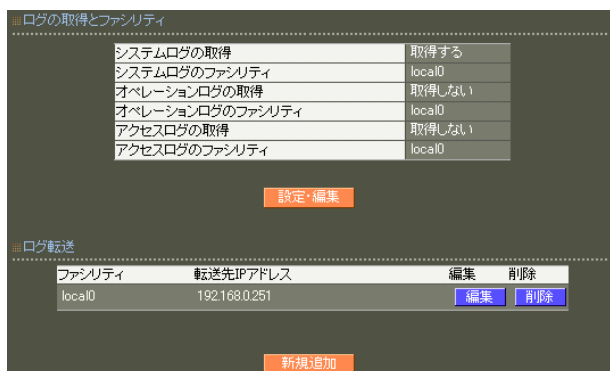 ログの取得とファシリティ
システムログの取得 取得する
システムログのファシリティ local0
オペレーションログの取得 取得しない
オペレーションログのファシリティ local0
アクセスログの取得 取得しない
アクセスログのファシリティ local0
設定・編集
ログ転送
ファシリティ 転送先IPアドレス 編集 削除
local0 192.168.0.251 編集 削除
新規追加